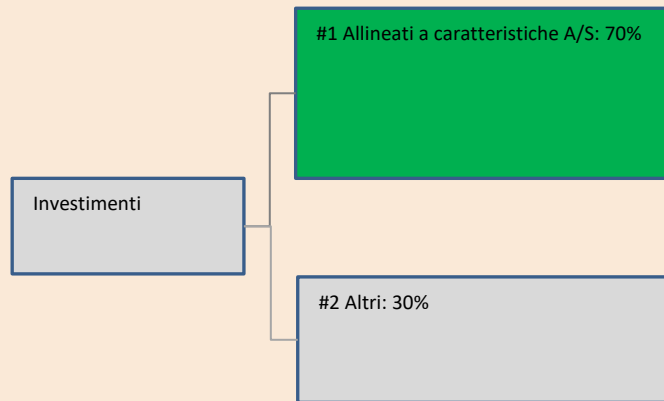 #1 Allineati a caratteristiche A/S: 70%
Investimenti
#2 Altri: 30%